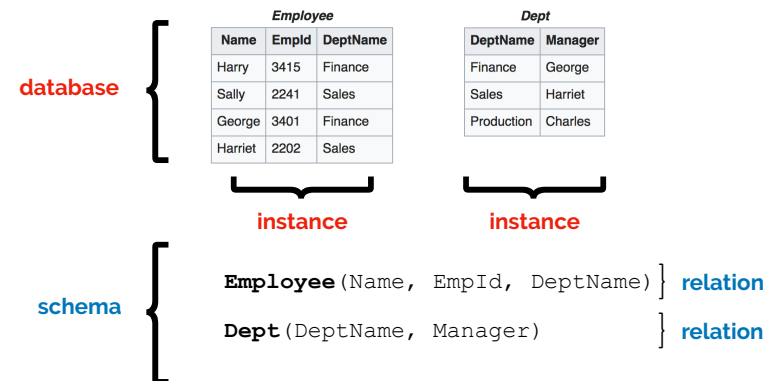 Employee
Name EmpId DeptName
Harry 3415 Finance
Sally 2241 Sales
George 3401 Finance
Harriet 2202 Sales
Dept
DeptName Manager
Finance George
Sales Harriet
Production Charles
database
instance
instance
schema
Employee(Name, EmpId, DeptName)
relation
Dept(DeptName, Manager)
relation